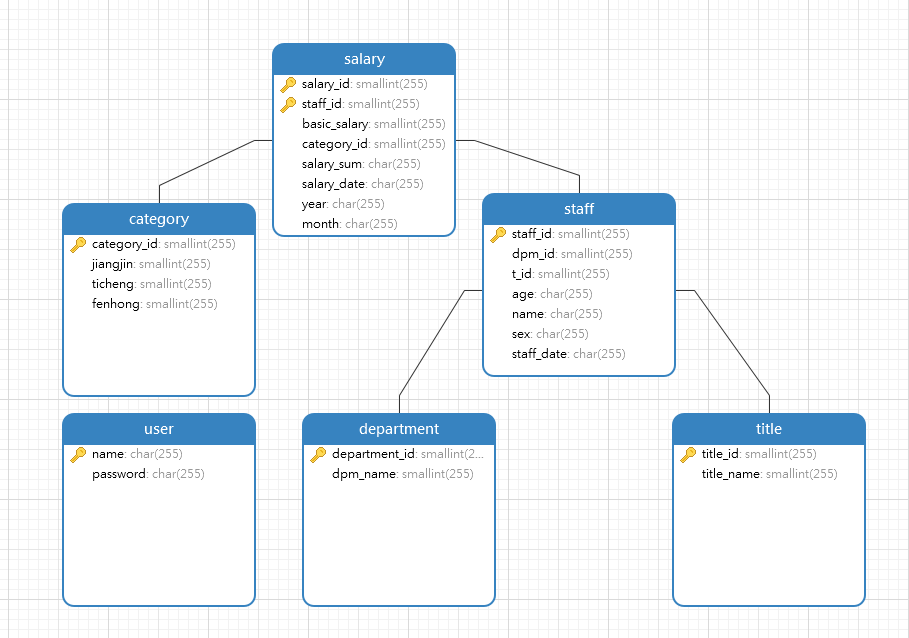 salary
salary_id: smallint(255)
staff_id: smallint(255)
basic_salary: smallint(255)
category_id: smallint(255)
salary_sum: char(255)
salary_date: char(255)
year: char(255)
month: char(255)
category
category_id: smallint(255)
jiangjin: smallint(255)
ticheng: smallint(255)
fenhong: smallint(255)
staff
staff_id: smallint(255)
dpm_id: smallint(255)
t_id: smallint(255)
age: char(255)
name: char(255)
sex: char(255)
staff_date: char(255)
user
name: char(255)
password: char(255)
department
department_id: smallint(2...
dpm_name: smallint(255)
title
title_id: smallint(255)
title_name: smallint(255)